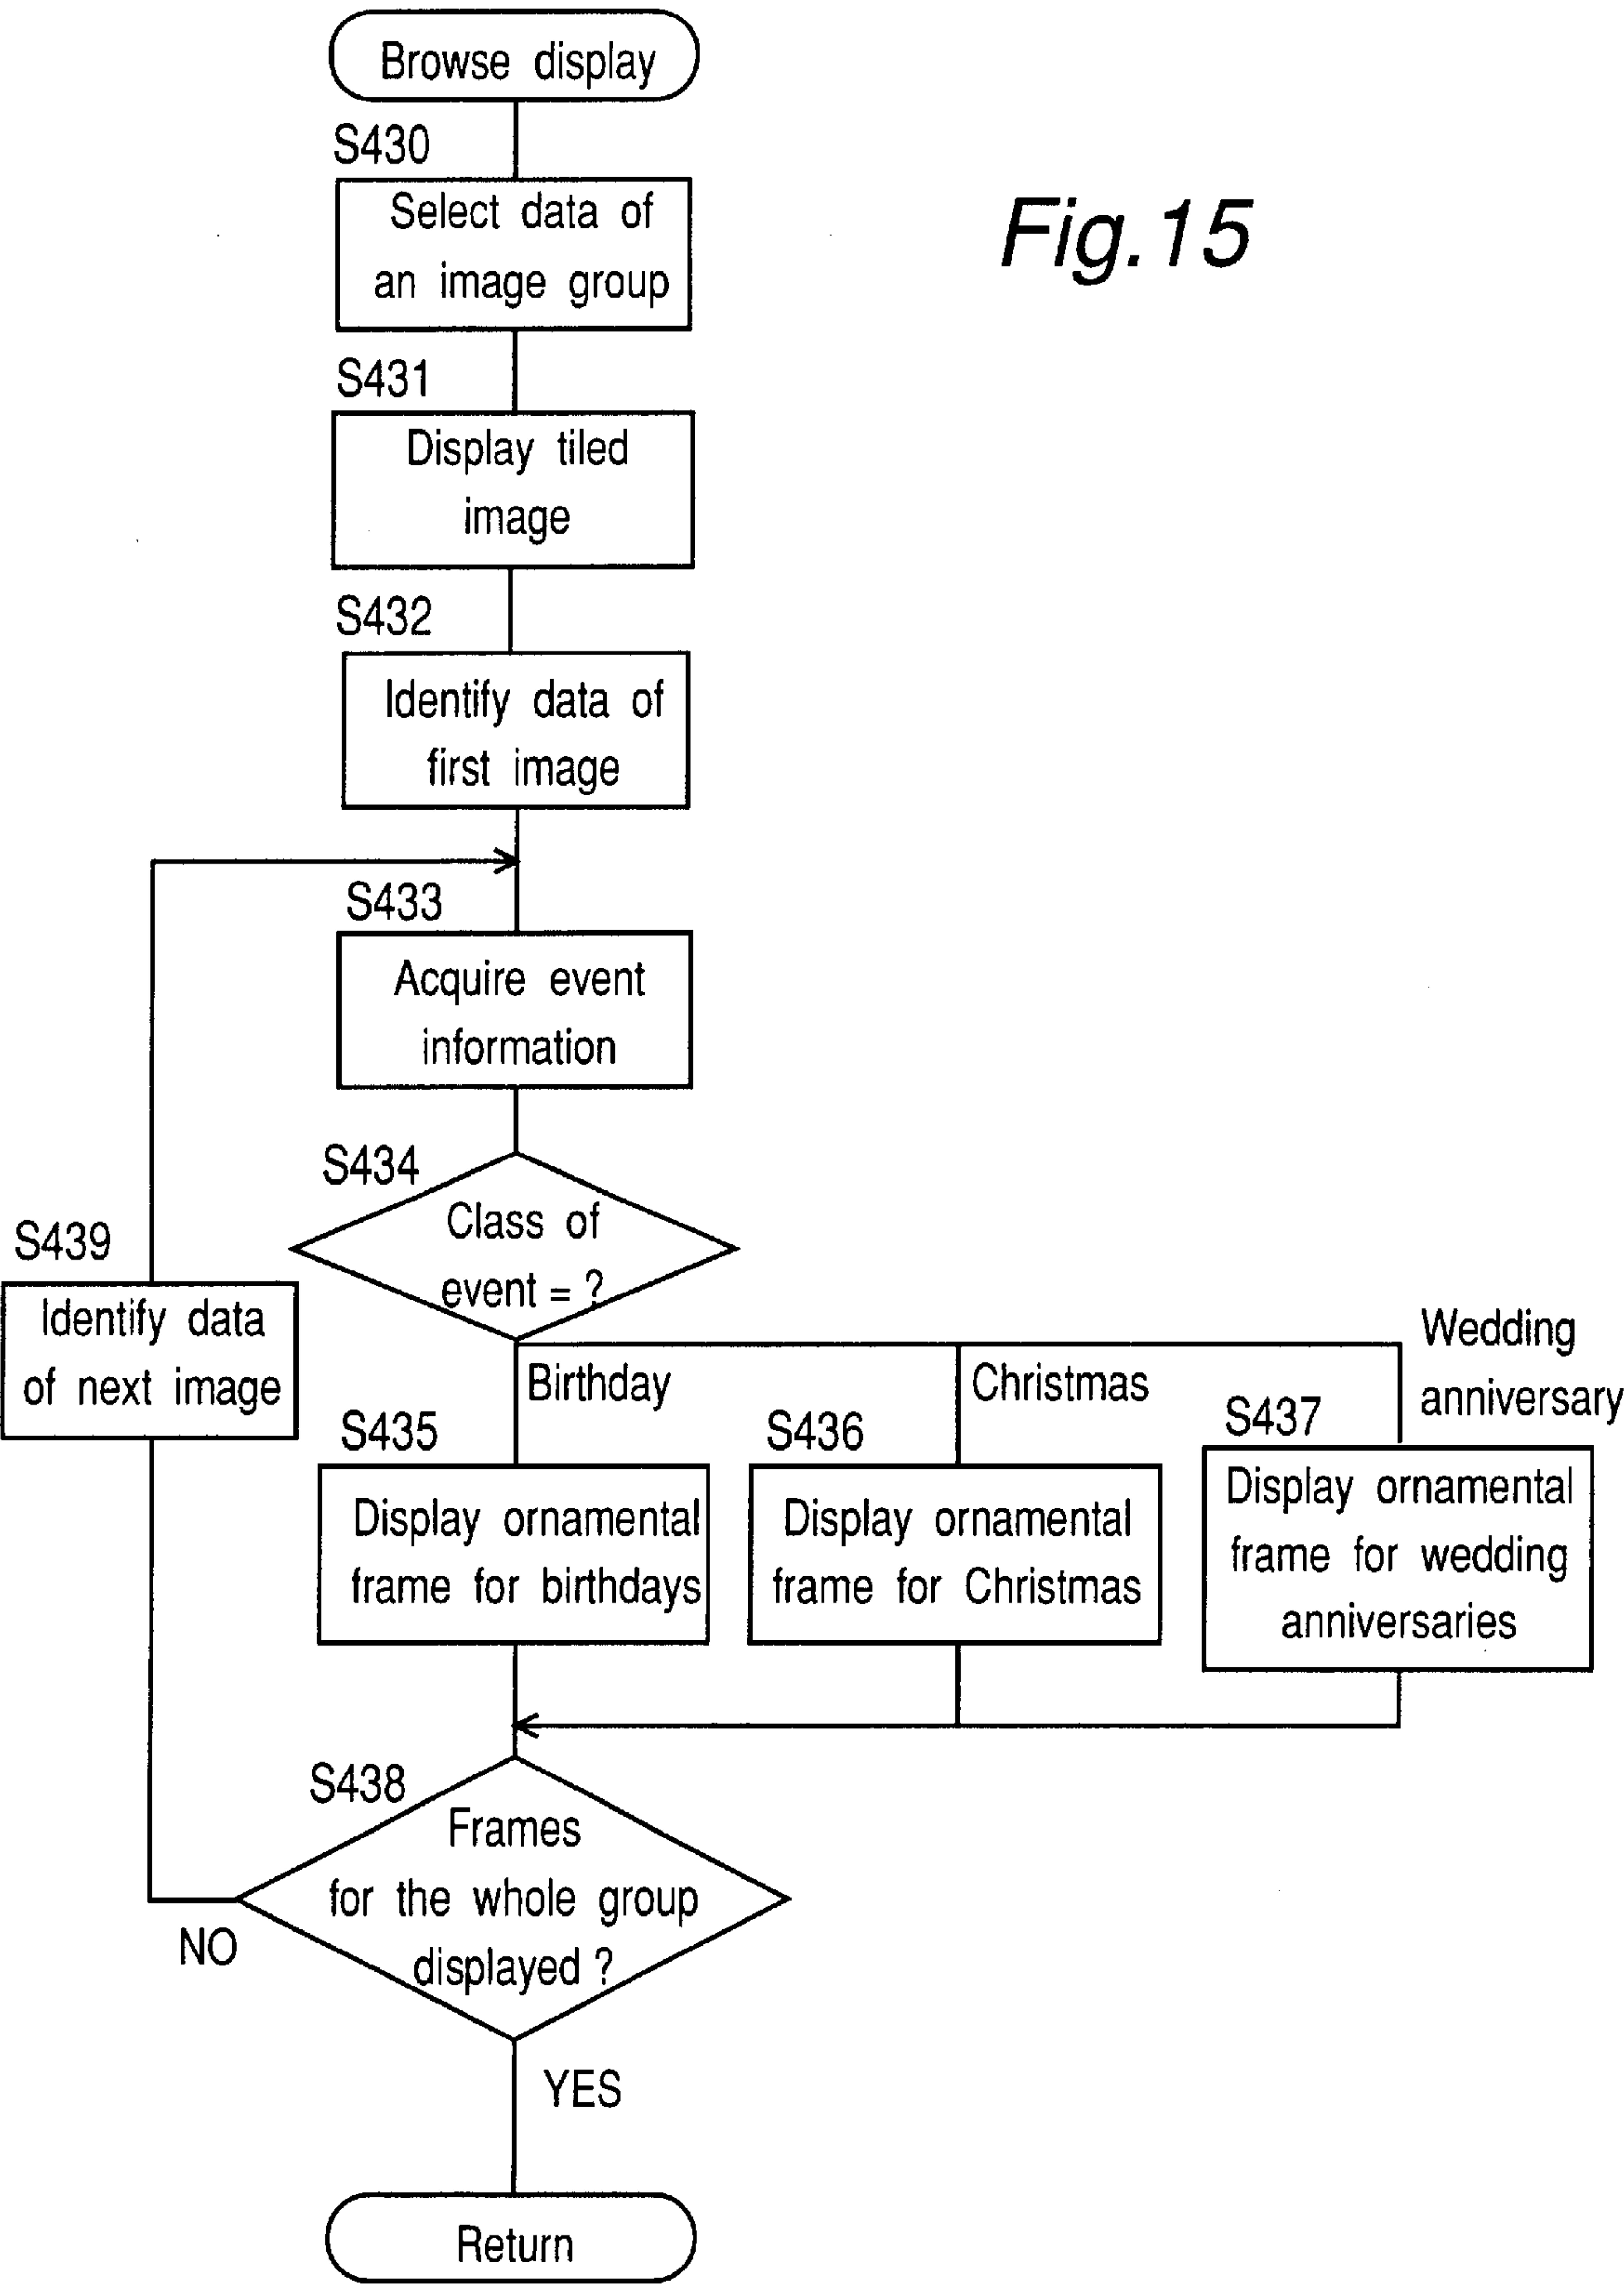 Browse display
Fig.15
S430
Select data of
an image group
S431
Display tiled
image
S432
Identify data of
first image
S433
Acquire event
information
S434
Class of
event = ?
S439
Identify data
of next image
Birthday
Christmas
Wedding
anniversary
S435
Display ornamental
frame for birthdays
S436
Display ornamental
frame for Christmas
S437
Display ornamental
frame for wedding
anniversaries
S438
Frames
for the whole group
displayed ?
NO
YES
Return